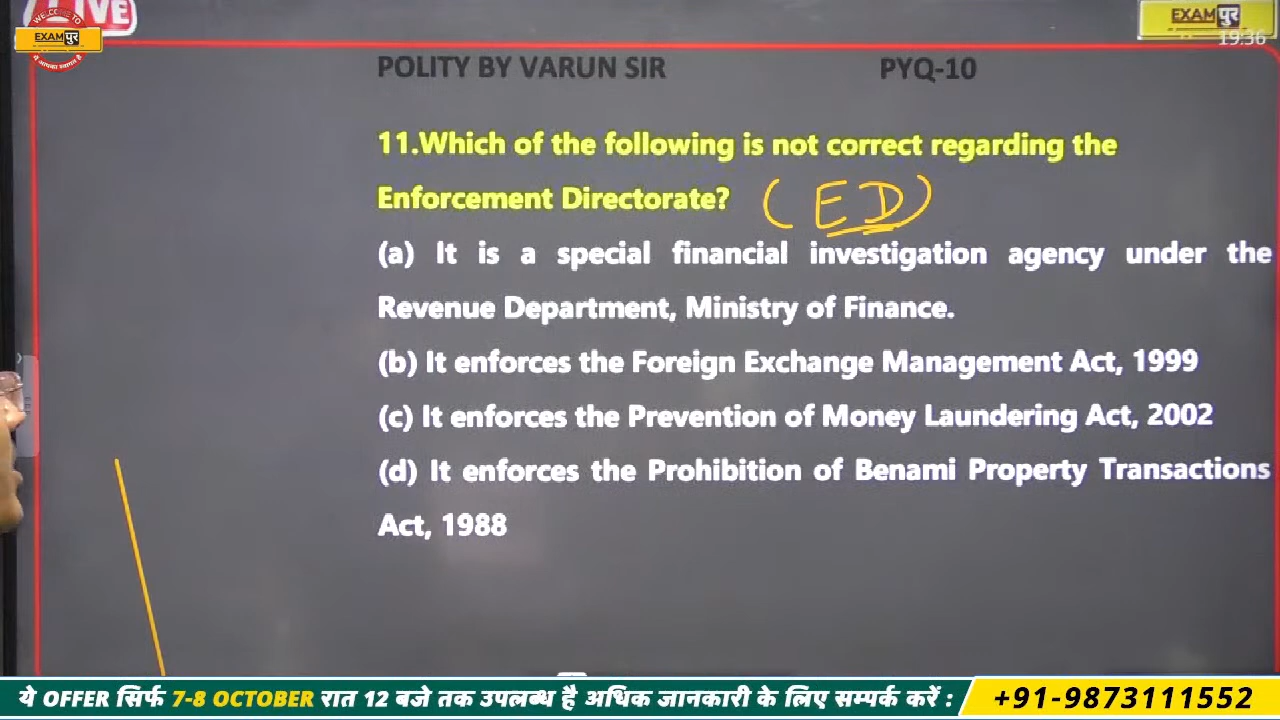 LIVE
WELCOME TO
EXAMपुर
EXAMपुर
19:36
POLITY BY VARUN SIR PYQ-10
11.Which of the following is not correct regarding the
Enforcement Directorate? (ED)
(a) It is a special financial investigation agency under the
Revenue Department, Ministry of Finance.
(b) It enforces the Foreign Exchange Management Act, 1999
(c) It enforces the Prevention of Money Laundering Act, 2002
(d) It enforces the Prohibition of Benami Property Transactions
Act, 1988
ये OFFER सिर्फ 7-8 OCTOBER रात 12 बजे तक उपलब्ध है अधिक जानकारी के लिए सम्पर्क करें : +91-9873111552